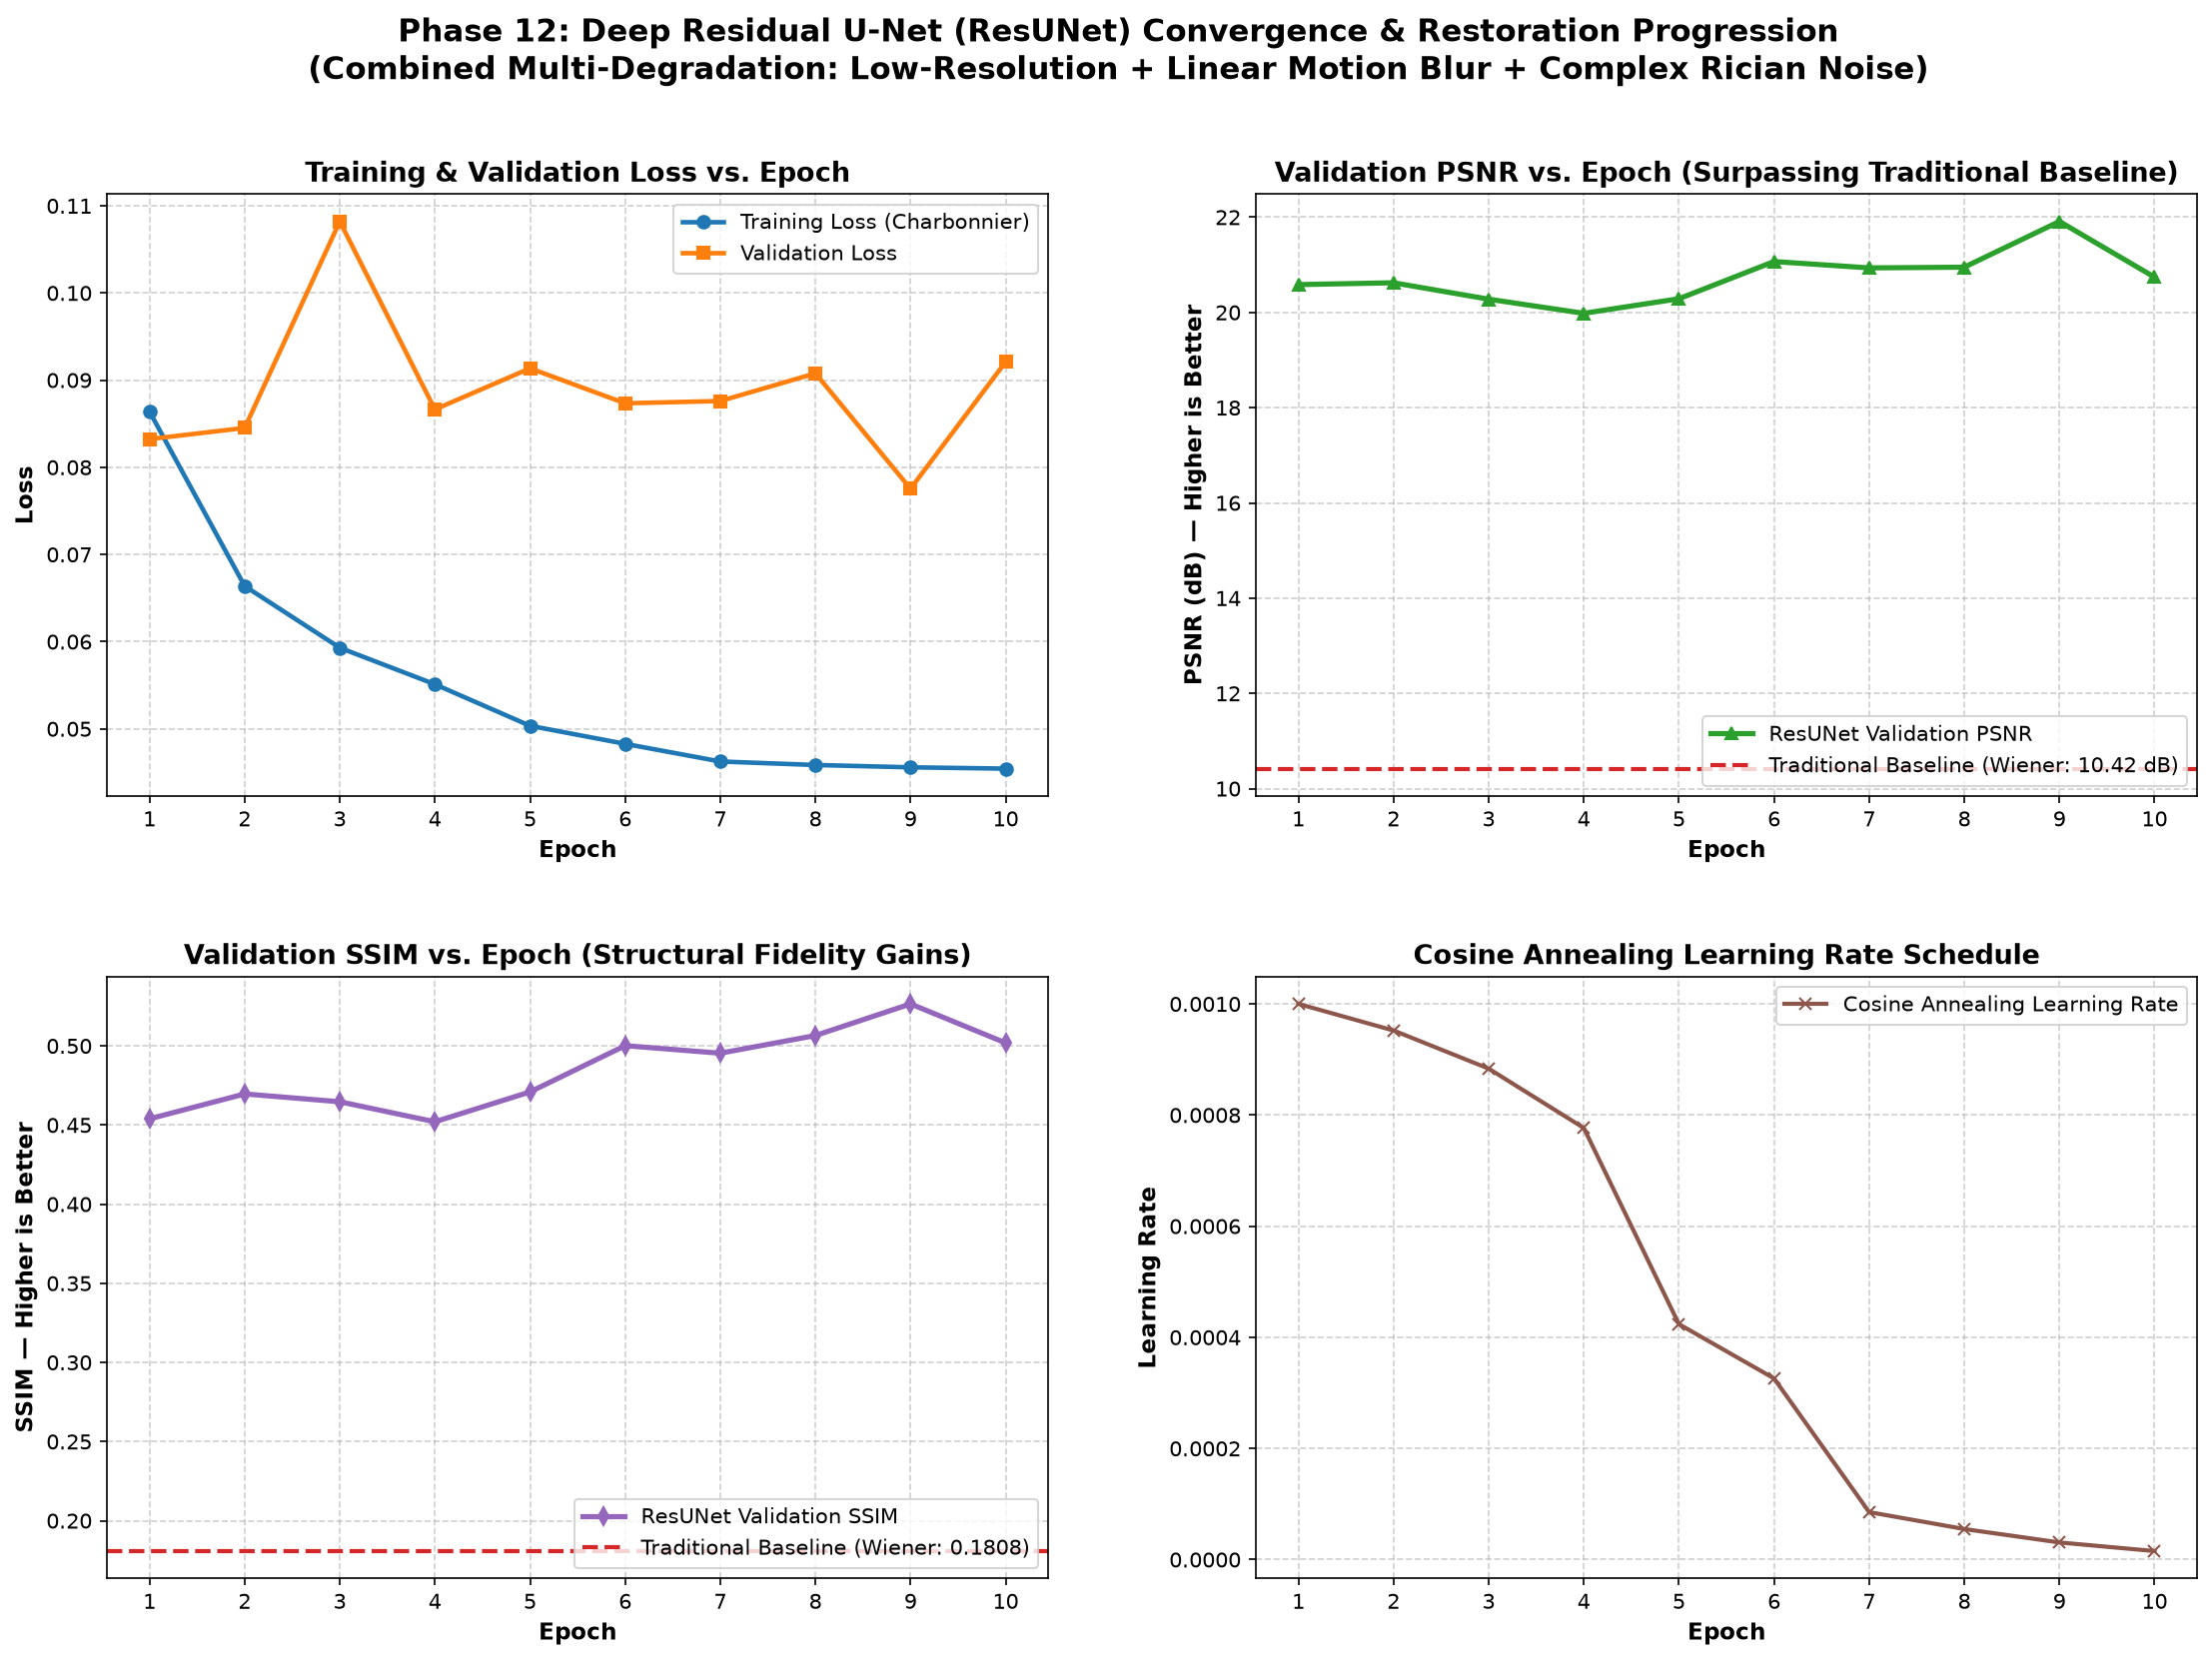 Phase 12: Deep Residual U-Net (ResUNet) Convergence & Restoration Progression
(Combined Multi-Degradation: Low-Resolution + Linear Motion Blur + Complex Rician Noise)
Training & Validation Loss vs. Epoch
Loss
0.11
0.10
0.09
0.08
0.07
0.06
0.05
Training Loss (Charbonnier)
Validation Loss
1 2 3 4 5 6 7 8 9 10
Epoch
Validation PSNR vs. Epoch (Surpassing Traditional Baseline)
PSNR (dB) — Higher is Better
22
20
18
16
14
12
10
ResUNet Validation PSNR
Traditional Baseline (Wiener: 10.42 dB)
1 2 3 4 5 6 7 8 9 10
Epoch
Validation SSIM vs. Epoch (Structural Fidelity Gains)
SSIM — Higher is Better
0.50
0.45
0.40
0.35
0.30
0.25
0.20
ResUNet Validation SSIM
Traditional Baseline (Wiener: 0.1808)
1 2 3 4 5 6 7 8 9 10
Epoch
Cosine Annealing Learning Rate Schedule
Learning Rate
0.0010
0.0008
0.0006
0.0004
0.0002
0.0000
Cosine Annealing Learning Rate
1 2 3 4 5 6 7 8 9 10
Epoch